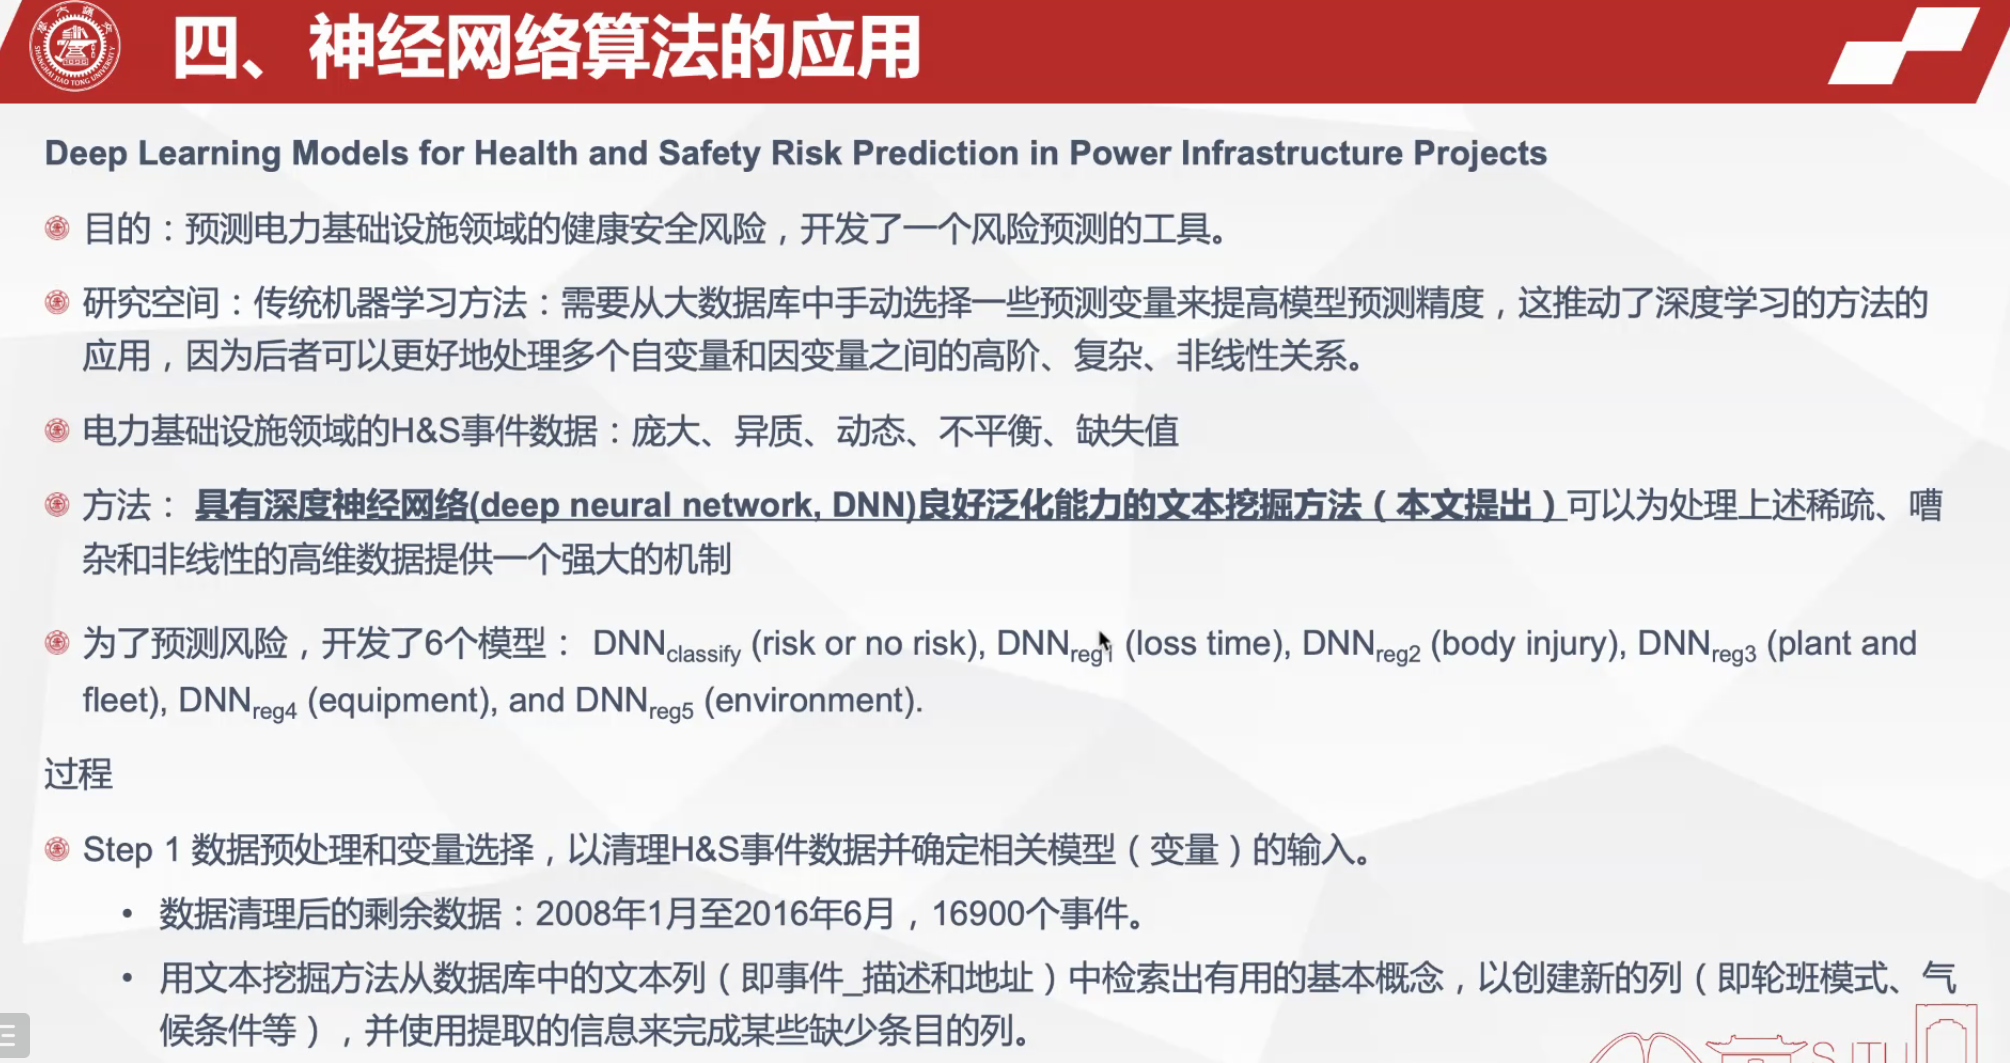 四、神经网络算法的应用
Deep Learning Models for Health and Safety Risk Prediction in Power Infrastructure Projects
目的：预测电力基础设施领域的健康安全风险，开发了一个风险预测的工具。
研究空间：传统机器学习方法：需要从大数据库中手动选择一些预测变量来提高模型预测精度，这推动了深度学习的方法的
应用，因为后者可以更好地处理多个自变量和因变量之间的高阶、复杂、非线性关系。
电力基础设施领域的H&S事件数据：庞大、异质、动态、不平衡、缺失值
方法： 具有深度神经网络(deep neural network, DNN)良好泛化能力的文本挖掘方法（本文提出）可以为处理上述稀疏、嘈
杂和非线性的高维数据提供一个强大的机制
为了预测风险，开发了6个模型： DNNclassify (risk or no risk), DNNreg1 (loss time), DNNreg2 (body injury), DNNreg3 (plant and
fleet), DNNreg4 (equipment), and DNNreg5 (environment).
过程
Step 1 数据预处理和变量选择，以清理H&S事件数据并确定相关模型（变量）的输入。
• 数据清理后的剩余数据：2008年1月至2016年6月，16900个事件。
• 用文本挖掘方法从数据库中的文本列（即事件_描述和地址）中检索出有用的基本概念，以创建新的列（即轮班模式、气
候条件等），并使用提取的信息来完成某些缺少条目的列。
SHANGHAI JIAO TONG UNIVERSITY
SJTU